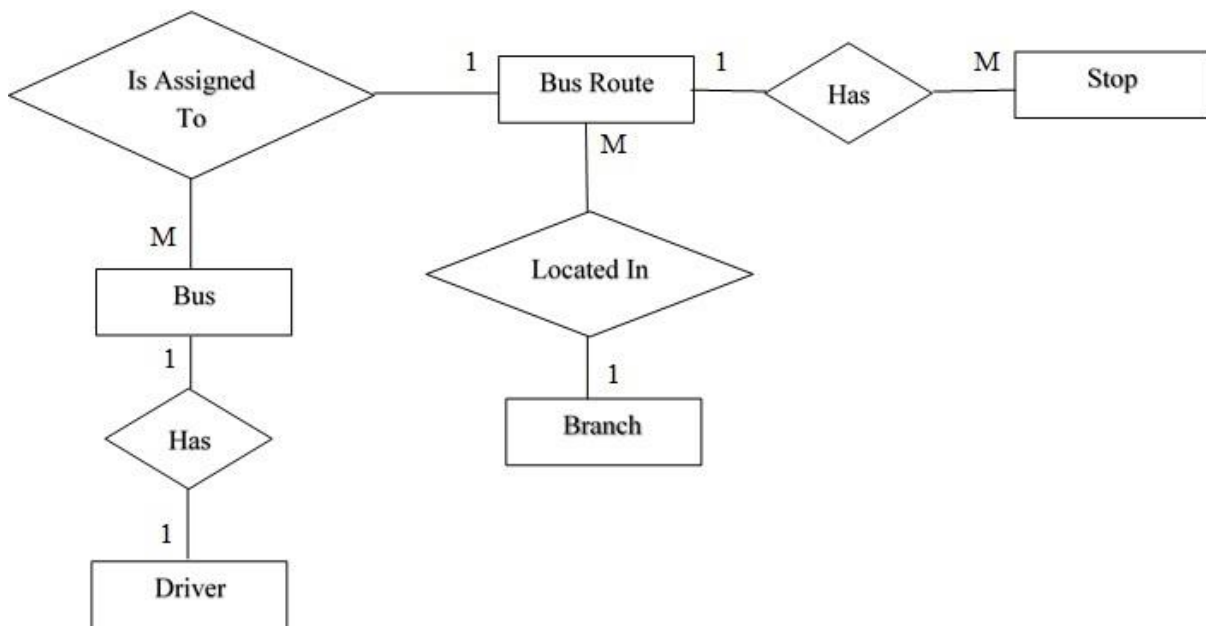 Is Assigned
To
1
Bus Route
1
Has
M
Stop
M
M
Located In
Bus
1
1
Branch
Has
1
Driver